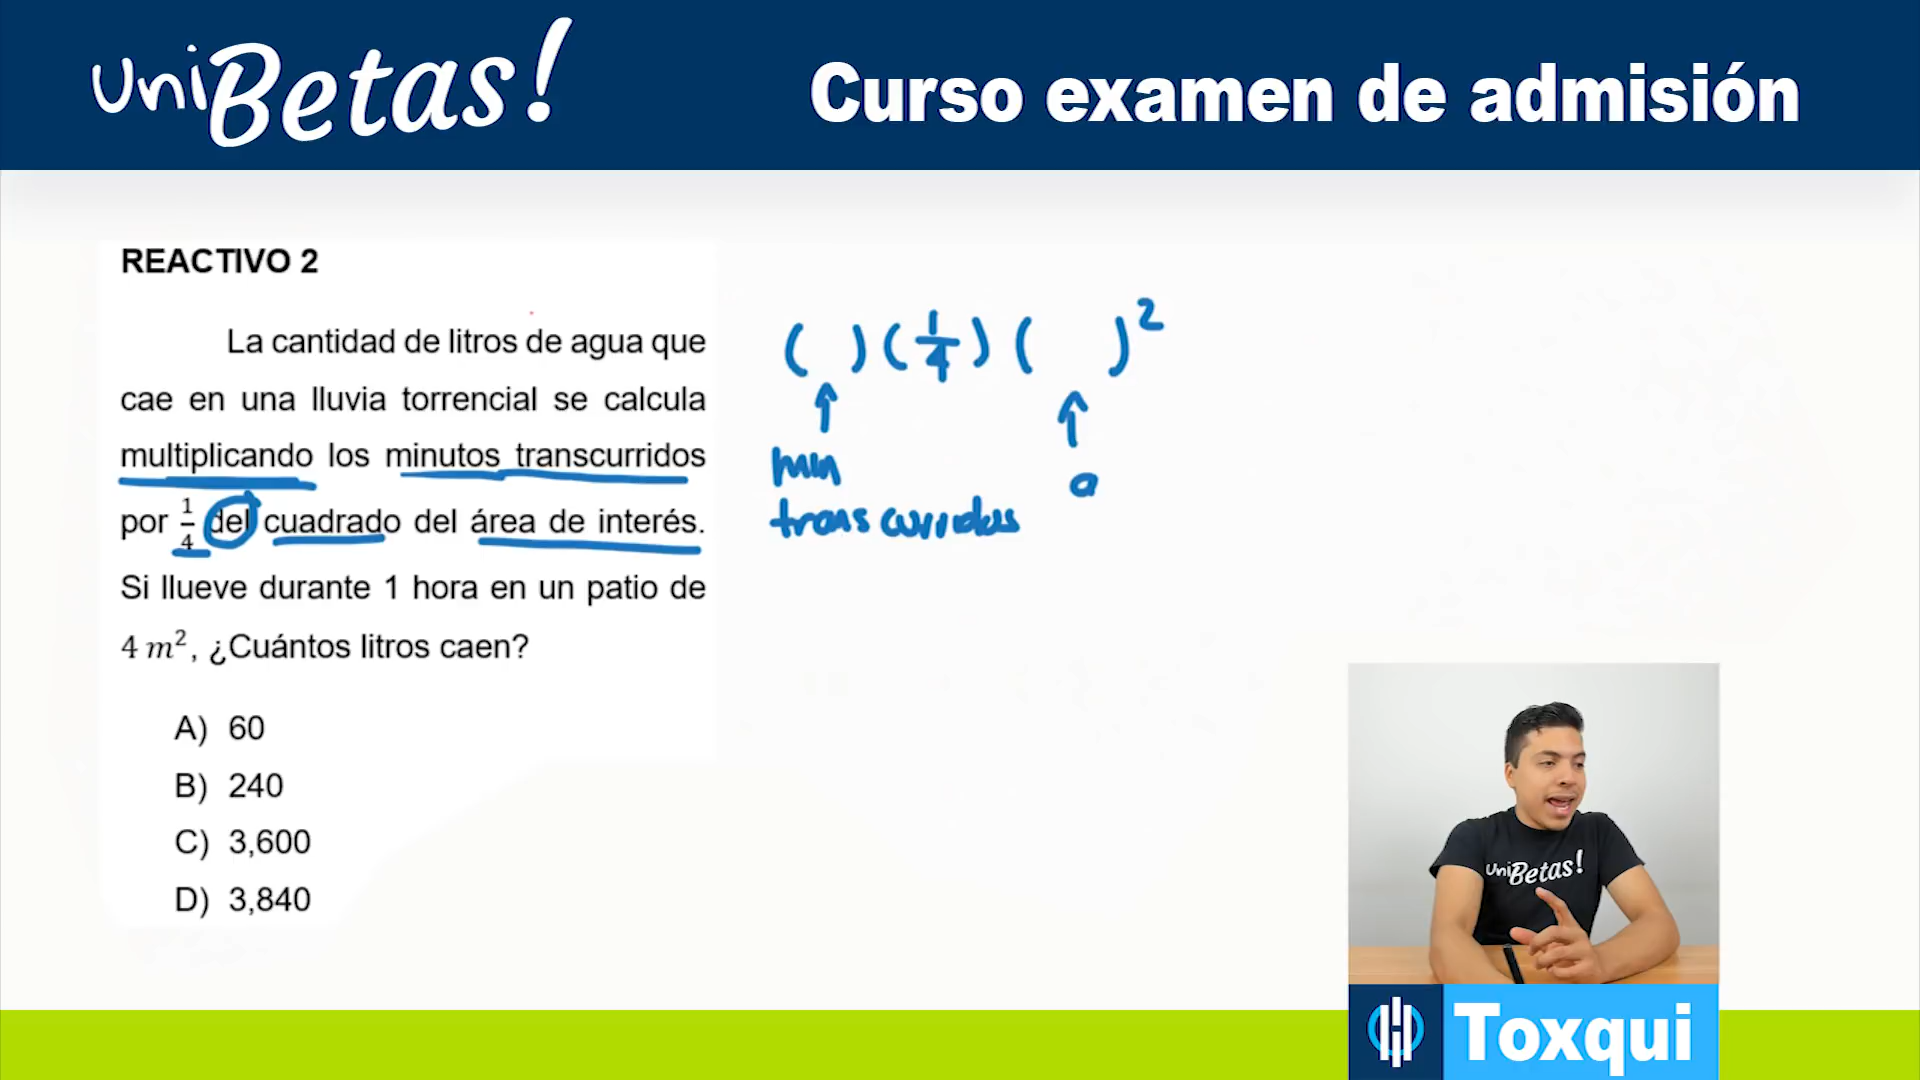 UniBetas!
Curso examen de admisión
REACTIVO 2
La cantidad de litros de agua que
cae en una lluvia torrencial se calcula
multiplicando los minutos transcurridos
por 1/4 del cuadrado del área de interés.
Si llueve durante 1 hora en un patio de
4 m², ¿Cuántos litros caen?
A) 60
B) 240
C) 3,600
D) 3,840
( ) ( 1/4 ) ( )²
min
transcurridos
a
UniBetas!
Toxqui